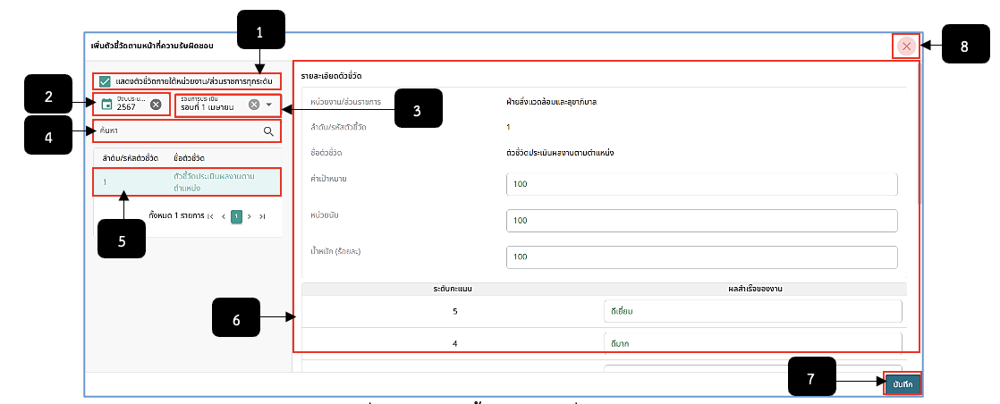 1
เพิ่มตัวชี้วัดตามหน้าที่ความรับผิดชอบ
8
แสดงตัวชี้วัดภายใต้หน่วยงาน/ส่วนราชการทุกระดับ
รายละเอียดตัวชี้วัด
2
ปีงบประม...
2567
รอบการประเมิน
รอบที่ 1 เมษายน
3
หน่วยงาน/ส่วนราชการ
ฝ่ายสิ่งแวดล้อมและสุขาภิบาล
4
ค้นหา
ลำดับ/รหัสตัวชี้วัด
1
ลำดับ/รหัสตัวชี้วัด ชื่อตัวชี้วัด
ชื่อตัวชี้วัด
ตัวชี้วัดประเมินผลงานตามตำแหน่ง
1
ตัวชี้วัดประเมินผลงานตาม
ตำแหน่ง
ค่าเป้าหมาย
100
ทั้งหมด 1 รายการ
1
หน่วยนับ
100
5
น้ำหนัก (ร้อยละ)
100
ระดับคะแนน
ผลสำเร็จของงาน
6
5
ดีเยี่ยม
4
ดีมาก
7
บันทึก